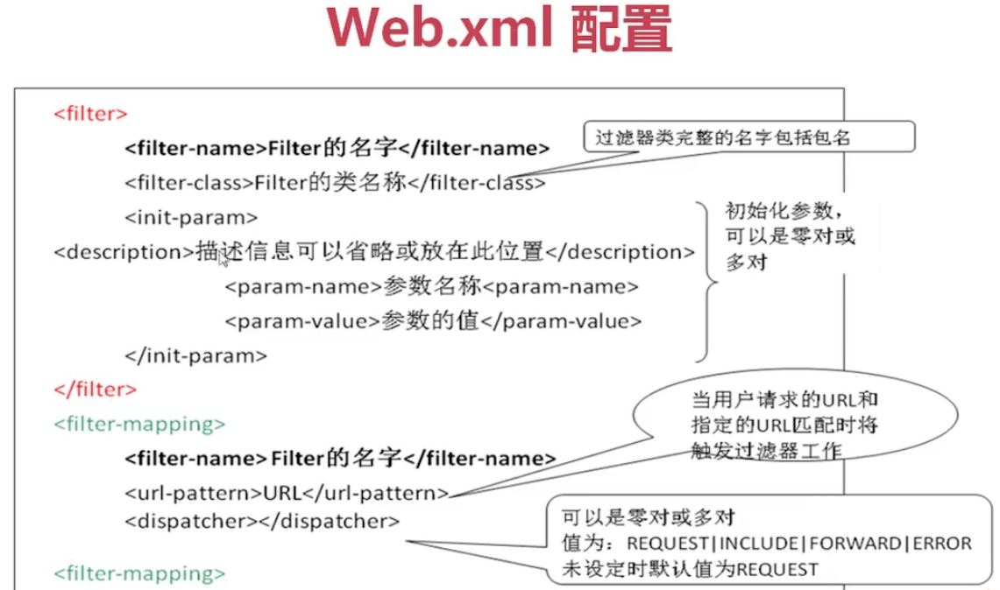 Web.xml 配置
<filter>
<filter-name>Filter的名字</filter-name>
过滤器类完整的名字包括包名
<filter-class>Filter的类名称</filter-class>
<init-param>
初始化参数，
可以是零对或
多对
<description>描述信息可以省略或放在此位置</description>
<param-name>参数名称<param-name>
<param-value>参数的值</param-value>
</init-param>
</filter>
当用户请求的URL和
指定的URL匹配时将
触发过滤器工作
<filter-mapping>
<filter-name>Filter的名字</filter-name>
<url-pattern>URL</url-pattern>
<dispatcher></dispatcher>
可以是零对或多对
值为：REQUEST|INCLUDE|FORWARD|ERROR
未设定时默认值为REQUEST
<filter-mapping>